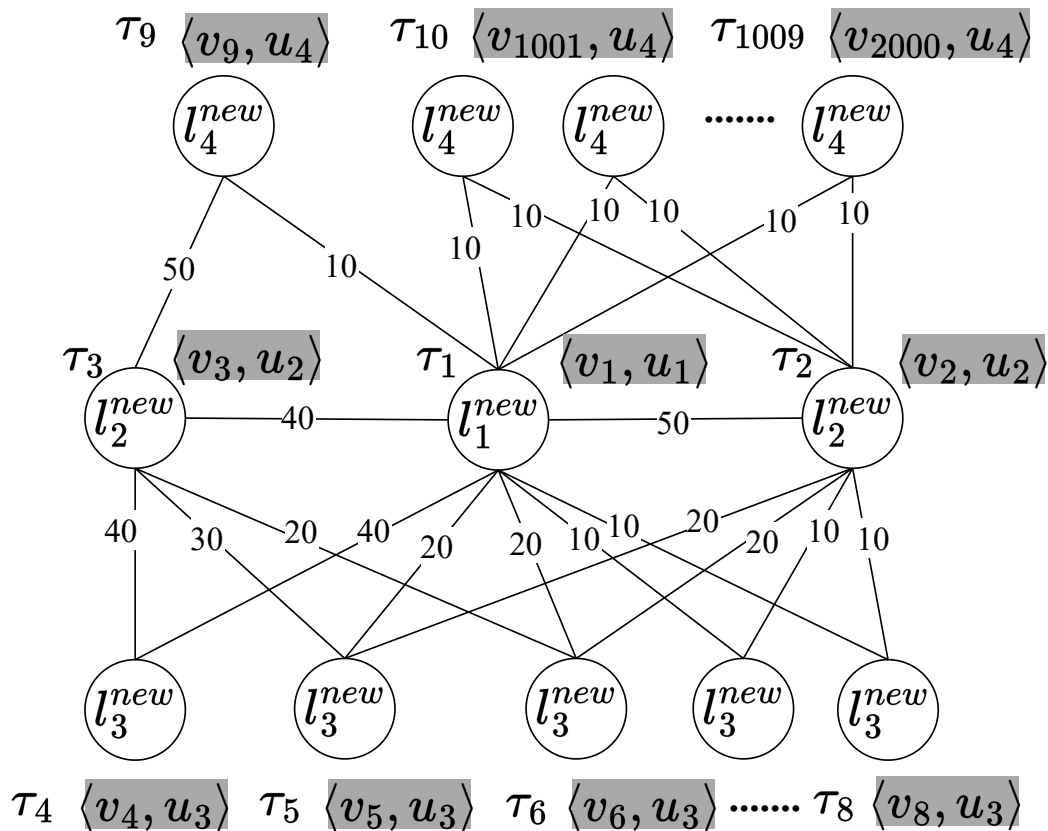 τ₉ ⟨v₉, u₄⟩ τ₁₀ ⟨v₁₀₀₁, u₄⟩ τ₁₀₀₉ ⟨v₂₀₀₀, u₄⟩
l₄ⁿᵉʷ l₄ⁿᵉʷ l₄ⁿᵉʷ ....... l₄ⁿᵉʷ
10 10 10 10 10
10
50 10
τ₃ ⟨v₃, u₂⟩ τ₁ ⟨v₁, u₁⟩ τ₂ ⟨v₂, u₂⟩
l₂ⁿᵉʷ 40 l₁ⁿᵉʷ 50 l₂ⁿᵉʷ
40 30 20 40 20 20 10 10 20 20 10 10
l₃ⁿᵉʷ l₃ⁿᵉʷ l₃ⁿᵉʷ l₃ⁿᵉʷ l₃ⁿᵉʷ
τ₄ ⟨v₄, u₃⟩ τ₅ ⟨v₅, u₃⟩ τ₆ ⟨v₆, u₃⟩ ....... τ₈ ⟨v₈, u₃⟩